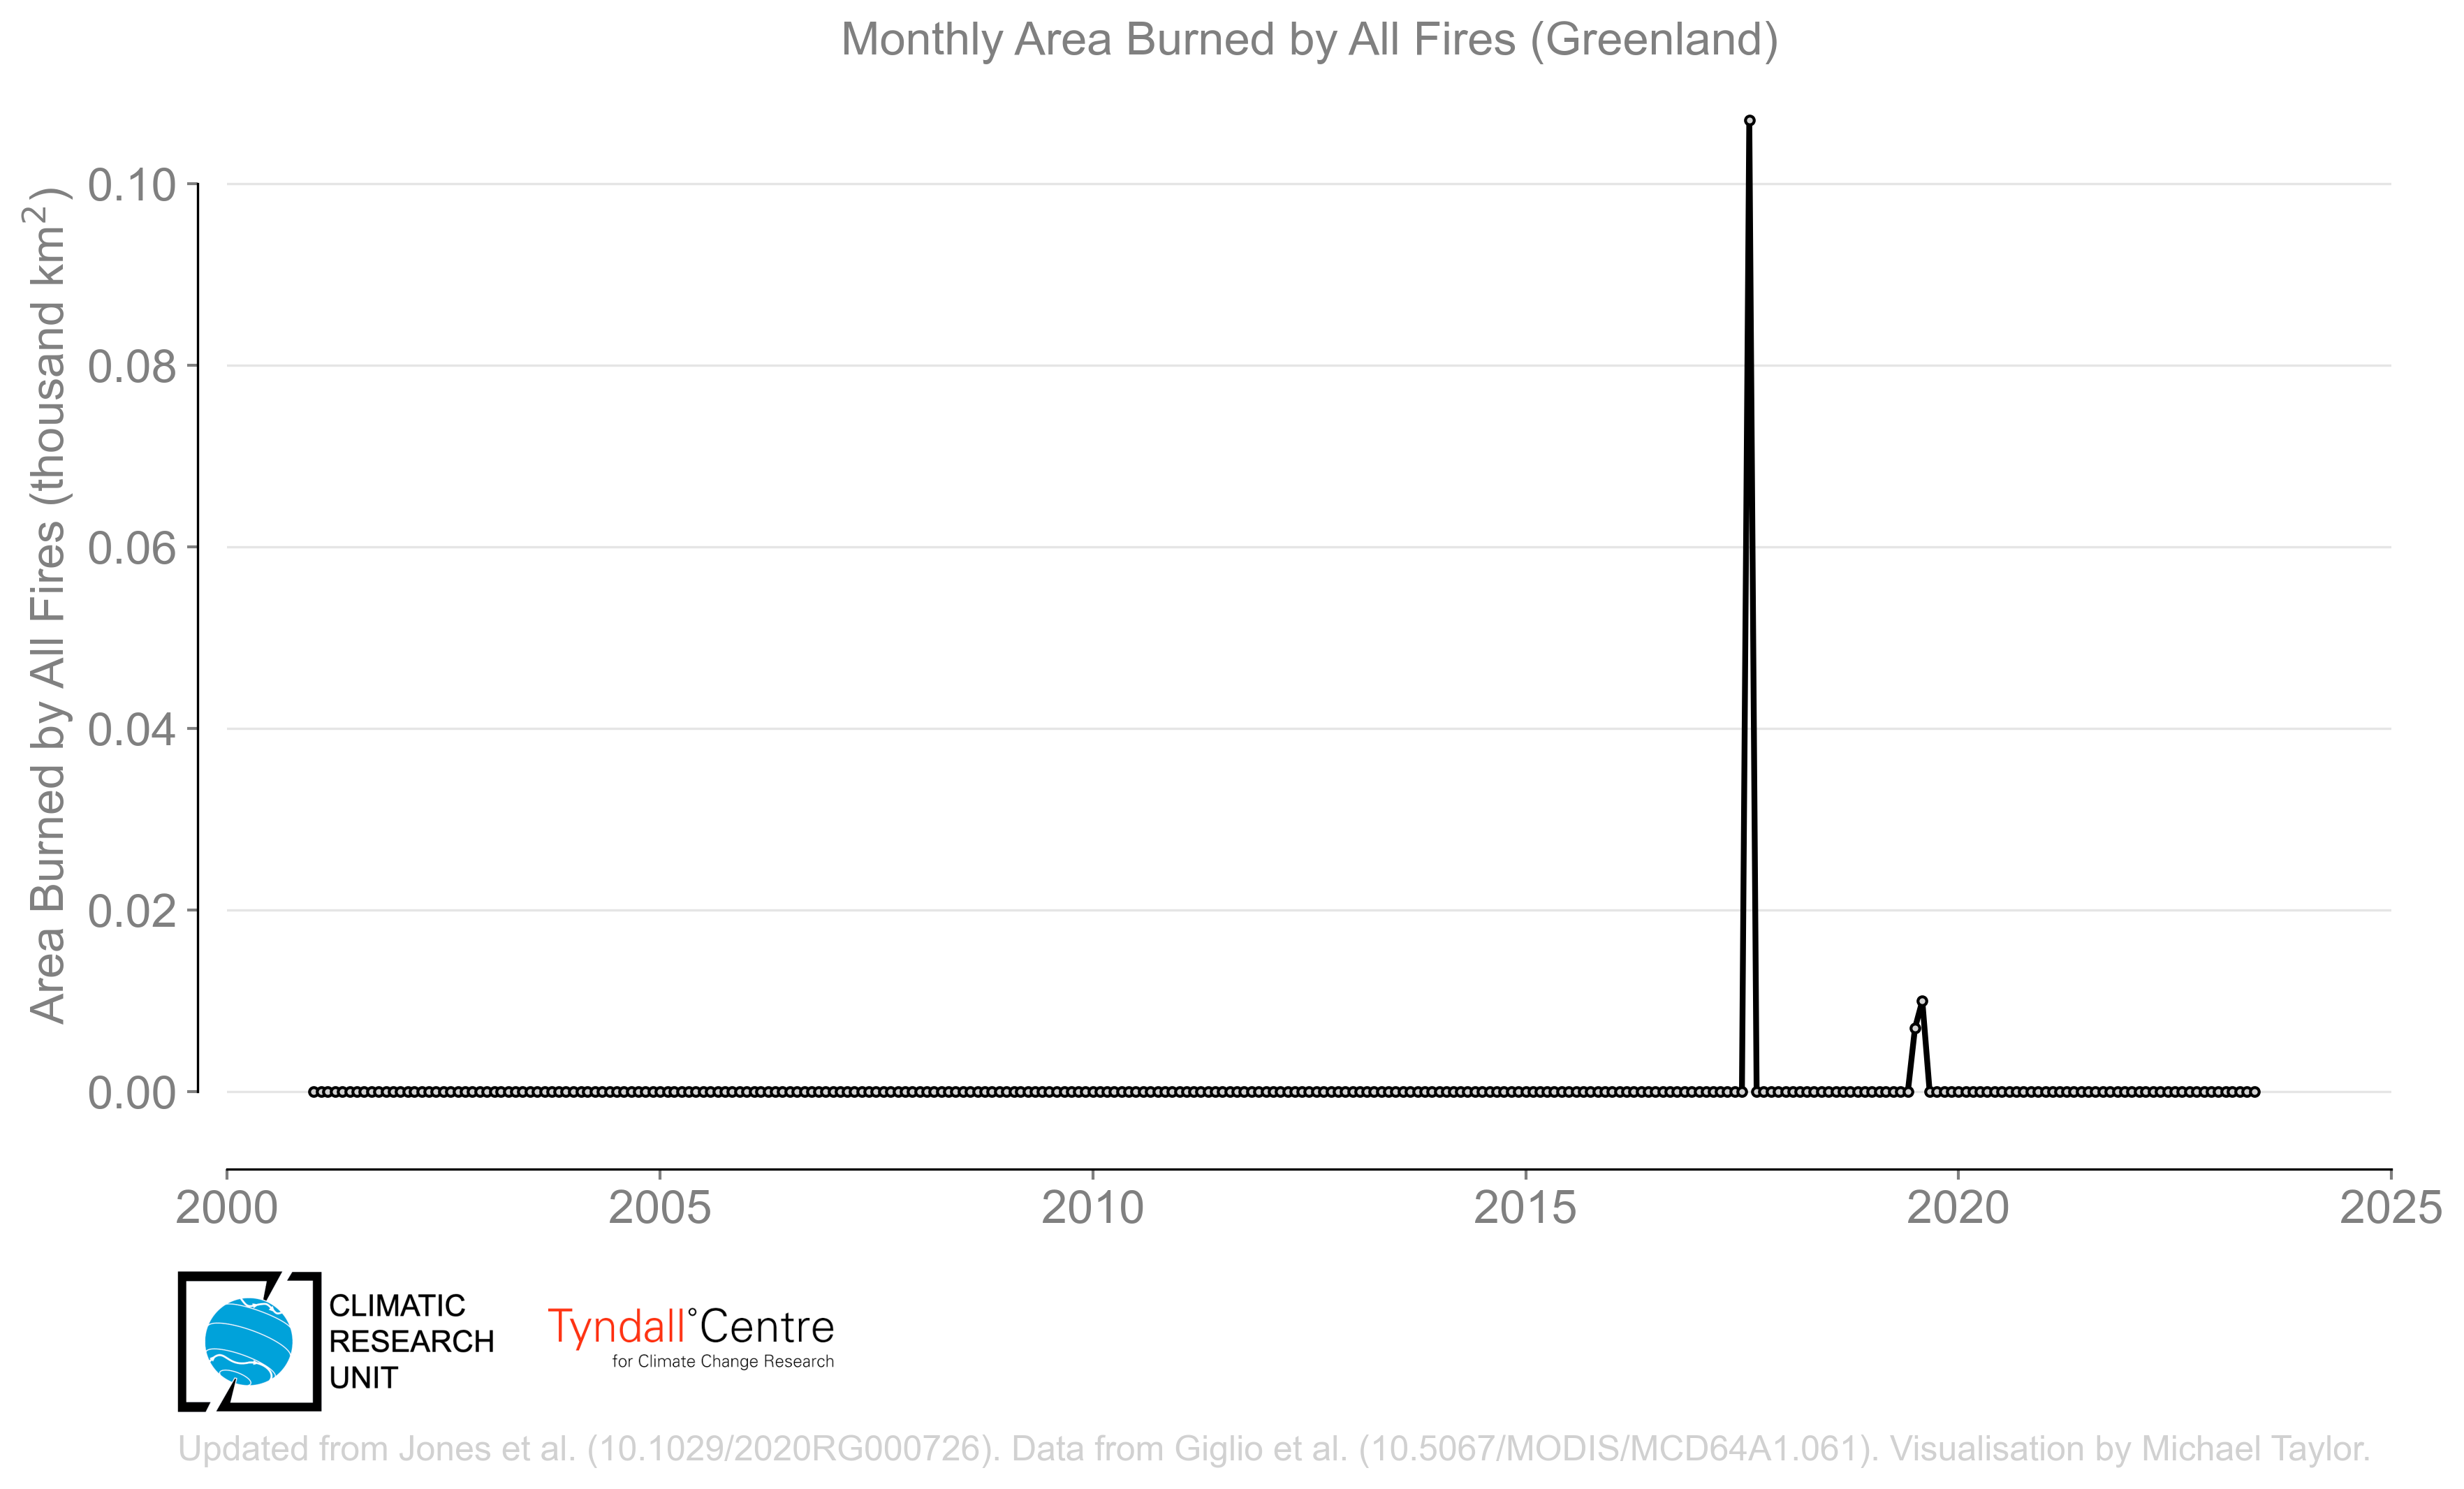 Monthly Area Burned by All Fires (Greenland)
Area Burned by All Fires (thousand km²)
0.10
0.08
0.06
0.04
0.02
0.00
2000 2005 2010 2015 2020 2025
CLIMATIC
RESEARCH
UNIT
Tyndall°Centre
for Climate Change Research
Updated from Jones et al. (10.1029/2020RG000726). Data from Giglio et al. (10.5067/MODIS/MCD64A1.061). Visualisation by Michael Taylor.